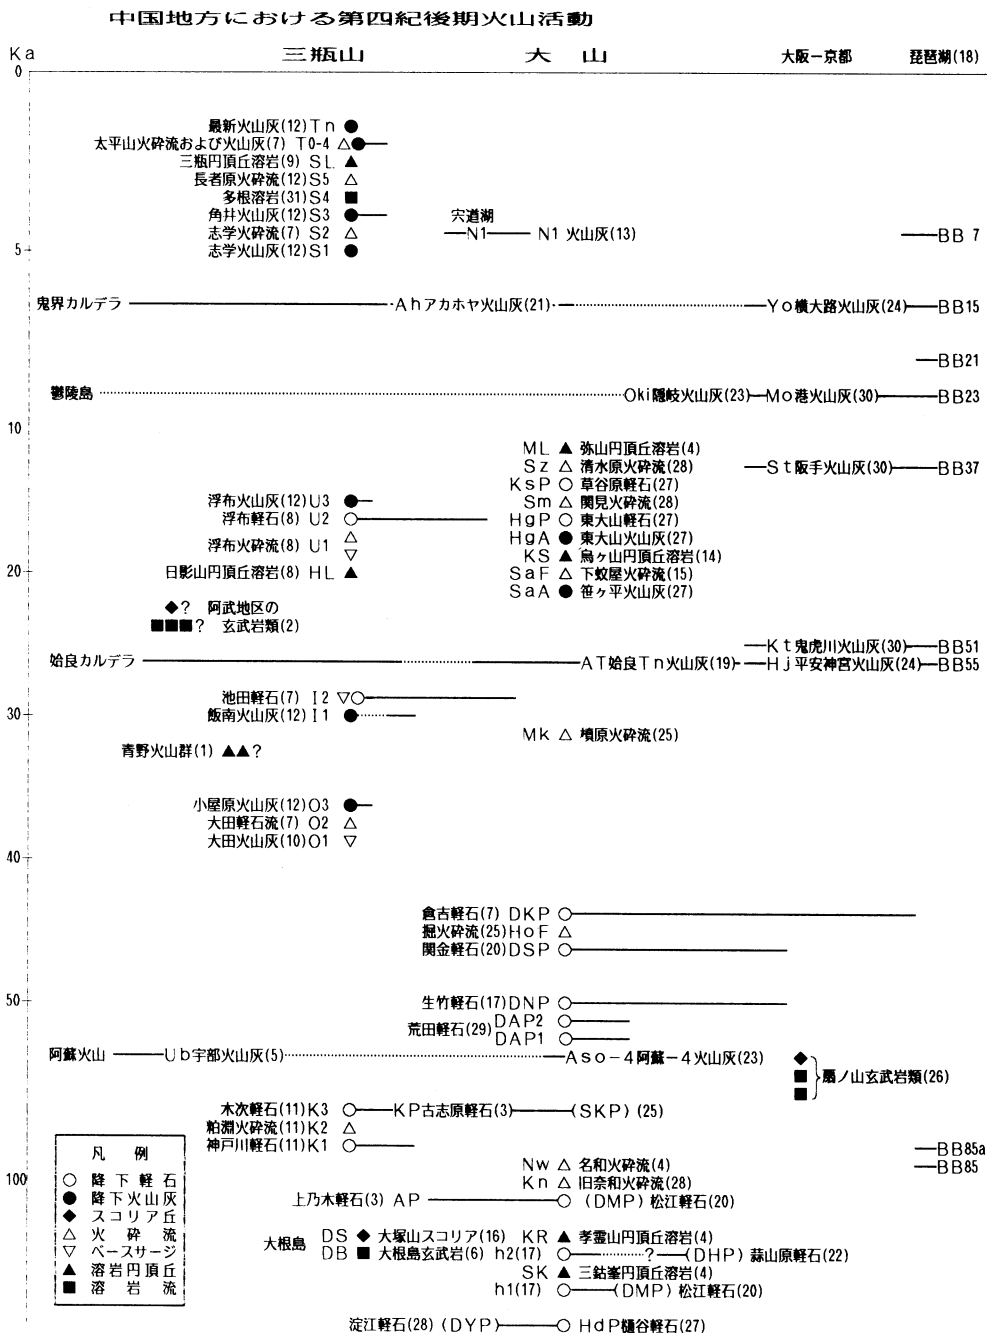 中国地方における第四紀後期火山活動
Ka 三瓶山 大 山 大阪−京都 琵琶湖(18)
0
最新火山灰(12)Tn
太平山火砕流および火山灰(7) T0-4
三瓶円頂丘溶岩(9) SL
長者原火砕流(12)S5
多根溶岩(31)S4
角井火山灰(12)S3 宍道湖
志学火砕流(7) S2 N1 N1 火山灰(13) BB 7
5 志学火山灰(12)S1
鬼界カルデラ Ahアカホヤ火山灰(21) Yo横大路火山灰(24) BB15
BB21
鬱陵島 Oki隠岐火山灰(23) Mo港火山灰(30) BB23
10
ML 弥山円頂丘溶岩(4)
Sz 清水原火砕流(28) St阪手火山灰(30) BB37
KsP 草谷原軽石(27)
浮布火山灰(12)U3 Sm 関見火砕流(28)
浮布軽石(8) U2 HgP 東大山軽石(27)
HgA 東大山火山灰(27)
浮布火砕流(8) U1 KS 烏ヶ山円頂丘溶岩(14)
20 日影山円頂丘溶岩(8) HL SaF 下蚊屋火砕流(15)
SaA 笹ヶ平火山灰(27)
? 阿武地区の
? 玄武岩類(2)
Kt鬼虎川火山灰(30) BB51
姶良カルデラ AT姶良Tn火山灰(19) Hj平安神宮火山灰(24) BB55
池田軽石(7) I2
30 飯南火山灰(12) I1
Mk 墳原火砕流(25)
青野火山群(1) ?
小屋原火山灰(12)O3
大田軽石流(7) O2
大田火山灰(10)O1
40
倉吉軽石(7) DKP
掘火砕流(25)HoF
関金軽石(20)DSP
50 生竹軽石(17)DNP
DAP2
荒田軽石(29)
DAP1
阿蘇火山 Ub宇部火山灰(5) Aso-4阿蘇−4火山灰(23)
扇ノ山玄武岩類(26)
木次軽石(11)K3 KP古志原軽石(3) (SKP) (25)
粕淵火砕流(11)K2
神戸川軽石(11)K1 BB85a
凡 例
Nw 名和火砕流(4) BB85
100 Kn 旧奈和火砕流(28)
降下軽石
降下火山灰
上乃木軽石(3) AP (DMP) 松江軽石(20)
スコリア丘
火 砕 流
大根島
DS 大塚山スコリア(16) KR 孝霊山円頂丘溶岩(4)
ベースサージ
DB 大根島玄武岩(6) h2(17) ? (DHP) 蒜山原軽石(22)
溶岩円頂丘
SK 三鈷峯円頂丘溶岩(4)
溶 岩 流
h1(17) (DMP) 松江軽石(20)
淀江軽石(28) (DYP) HdP樋谷軽石(27)